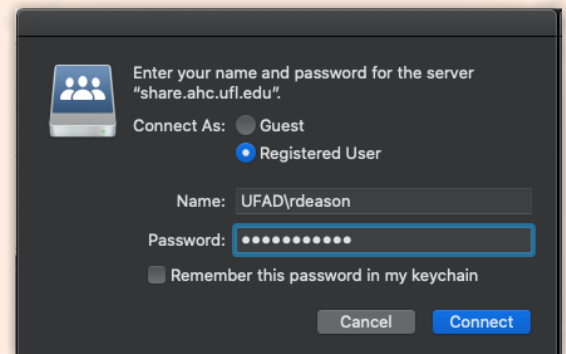 Enter your name and password for the server
“share.ahc.ufl.edu”.
Connect As: Guest
Registered User
Name: UFAD\rdeason
Password: •••••••••••
Remember this password in my keychain
Cancel Connect